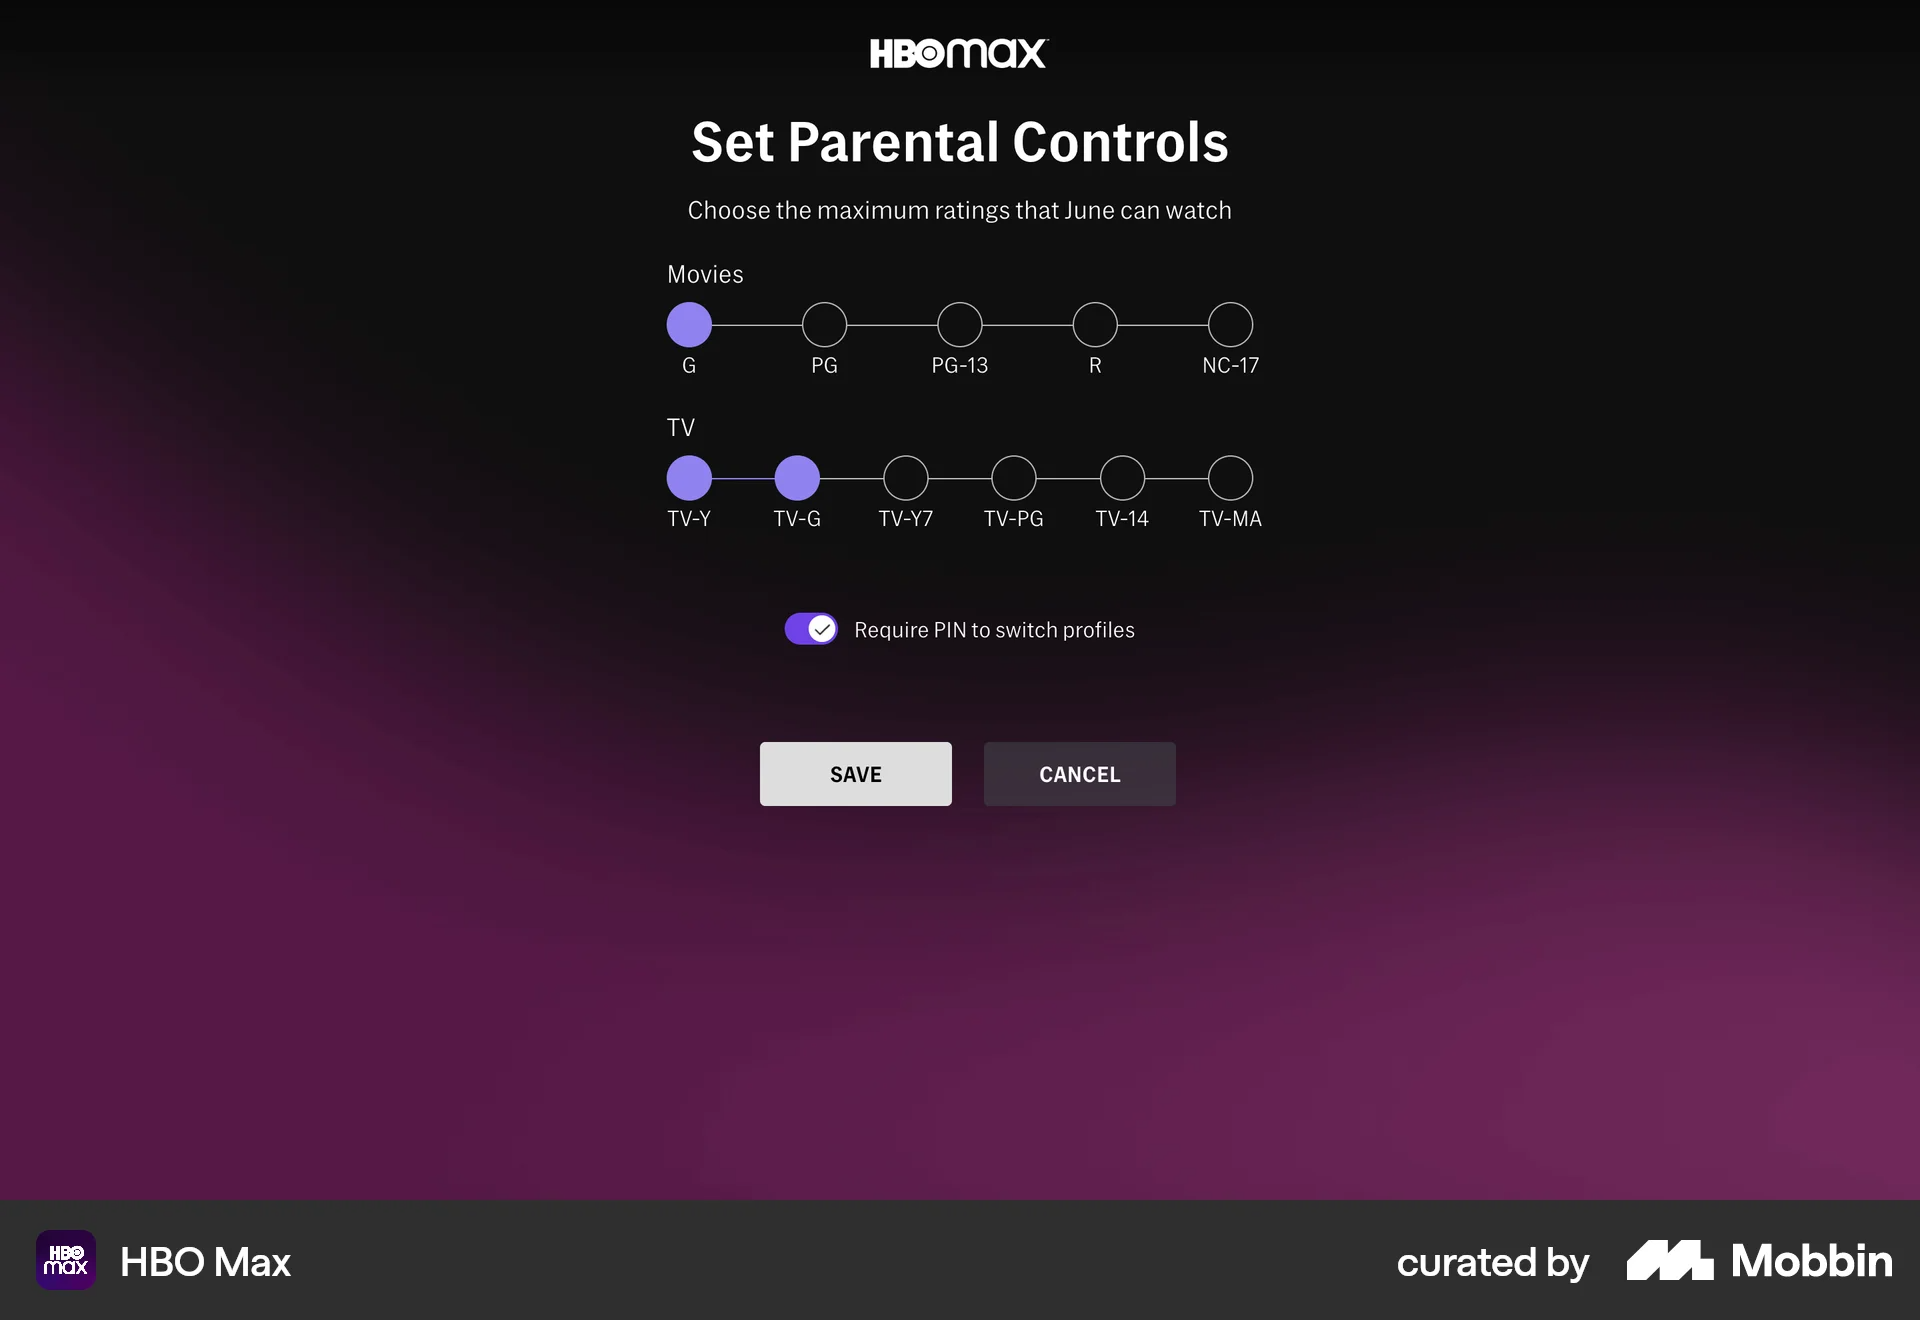 HBOmax
Set Parental Controls
Choose the maximum ratings that June can watch
Movies
G PG PG-13 R NC-17
TV
TV-Y TV-G TV-Y7 TV-PG TV-14 TV-MA
Require PIN to switch profiles
SAVE CANCEL
HBO
max
HBO Max
curated by Mobbin